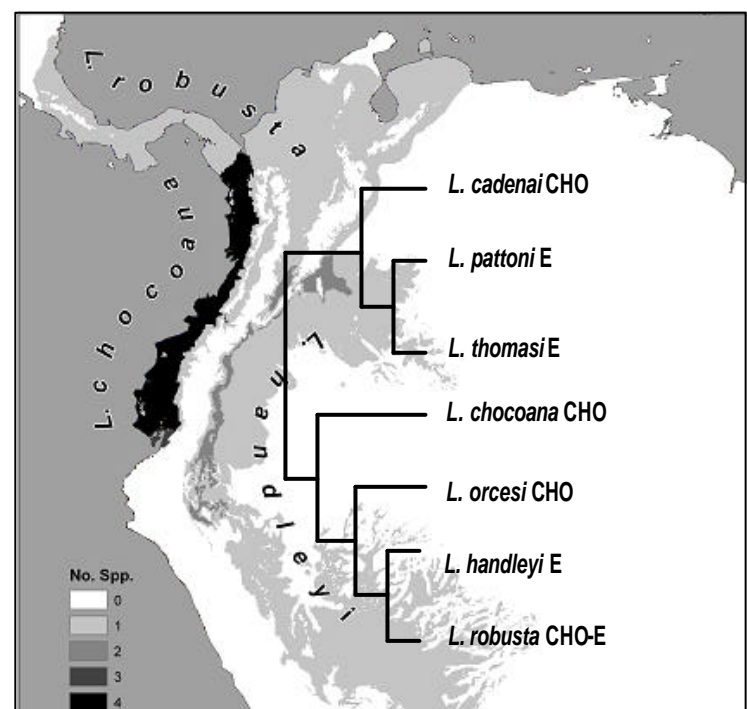 L. robusta
L. chocoana
L. handleyi
L. cadenai CHO
L. pattoni E
L. thomasi E
L. chocoana CHO
L. orcesi CHO
L. handleyi E
L. robusta CHO-E
No. Spp.
0
1
2
3
4